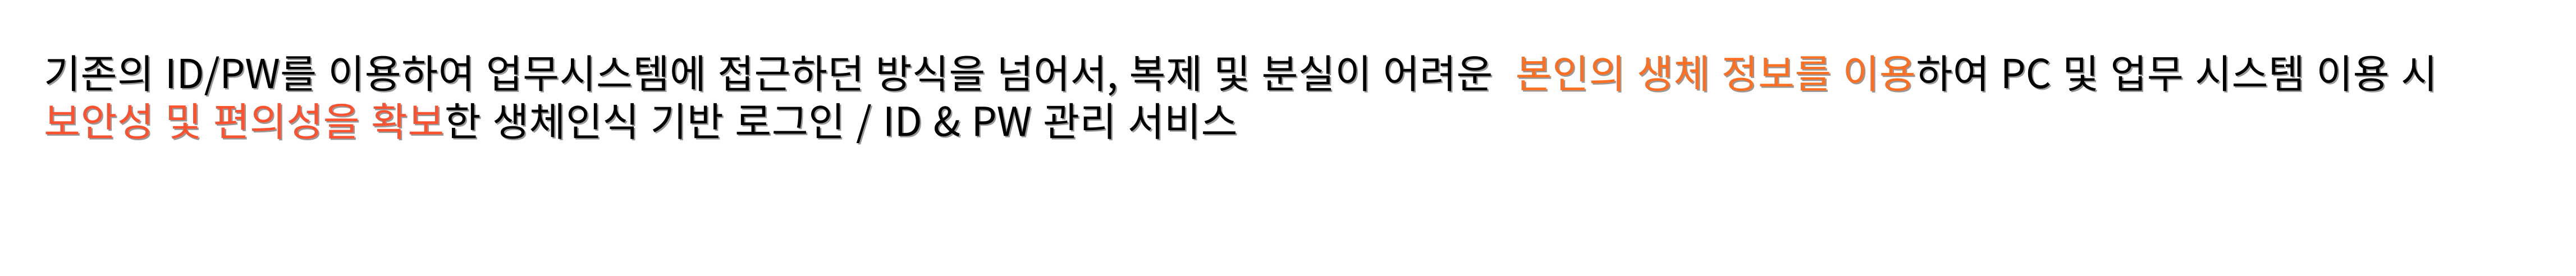 기존의 ID/PW를 이용하여 업무시스템에 접근하던 방식을 넘어서, 복제 및 분실이 어려운 본인의 생체 정보를 이용하여 PC 및 업무 시스템 이용 시
보안성 및 편의성을 확보한 생체인식 기반 로그인 / ID & PW 관리 서비스